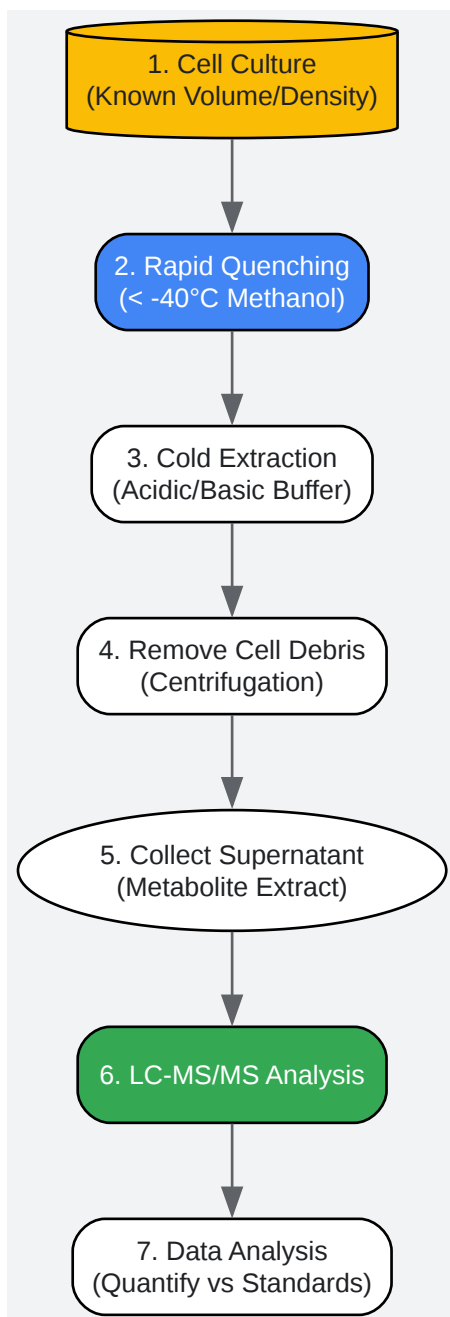 1. Cell Culture
(Known Volume/Density)
2. Rapid Quenching
(< -40°C Methanol)
3. Cold Extraction
(Acidic/Basic Buffer)
4. Remove Cell Debris
(Centrifugation)
5. Collect Supernatant
(Metabolite Extract)
6. LC-MS/MS Analysis
7. Data Analysis
(Quantify vs Standards)